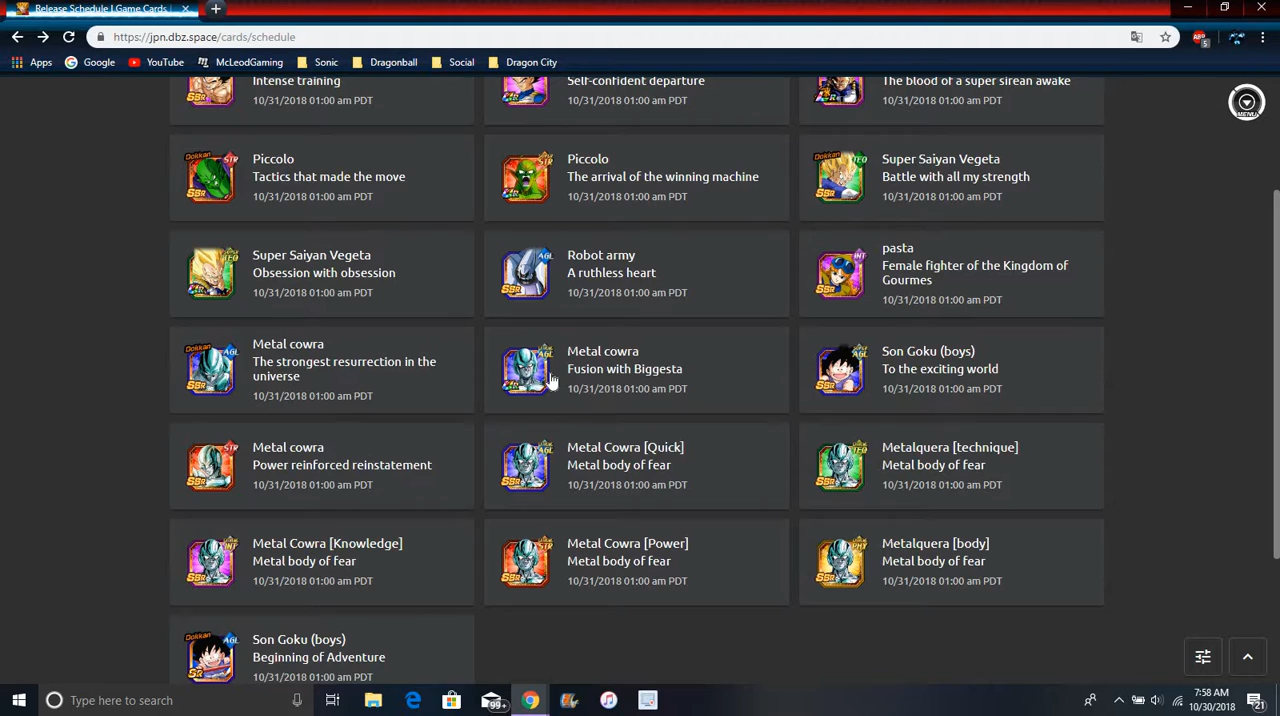 Release Schedule | Game Cards |
https://jpn.dbz.space/cards/schedule
Apps
Google
YouTube
McLeodGaming
Sonic
Dragonball
Social
Dragon City
Intense training
10/31/2018 01:00 am PDT
Self-confident departure
10/31/2018 01:00 am PDT
The blood of a super sirean awake
10/31/2018 01:00 am PDT
MENU
Piccolo
Tactics that made the move
10/31/2018 01:00 am PDT
Piccolo
The arrival of the winning machine
10/31/2018 01:00 am PDT
Super Saiyan Vegeta
Battle with all my strength
10/31/2018 01:00 am PDT
Super Saiyan Vegeta
Obsession with obsession
10/31/2018 01:00 am PDT
Robot army
A ruthless heart
10/31/2018 01:00 am PDT
pasta
Female fighter of the Kingdom of
Gourmes
10/31/2018 01:00 am PDT
Metal cowra
The strongest resurrection in the
universe
10/31/2018 01:00 am PDT
Metal cowra
Fusion with Biggesta
10/31/2018 01:00 am PDT
Son Goku (boys)
To the exciting world
10/31/2018 01:00 am PDT
Metal cowra
Power reinforced reinstatement
10/31/2018 01:00 am PDT
Metal Cowra [Quick]
Metal body of fear
10/31/2018 01:00 am PDT
Metalquera [technique]
Metal body of fear
10/31/2018 01:00 am PDT
Metal Cowra [Knowledge]
Metal body of fear
10/31/2018 01:00 am PDT
Metal Cowra [Power]
Metal body of fear
10/31/2018 01:00 am PDT
Metalquera [body]
Metal body of fear
10/31/2018 01:00 am PDT
Son Goku (boys)
Beginning of Adventure
10/31/2018 01:00 am PDT
Type here to search
99+
7:58 AM
10/30/2018
21